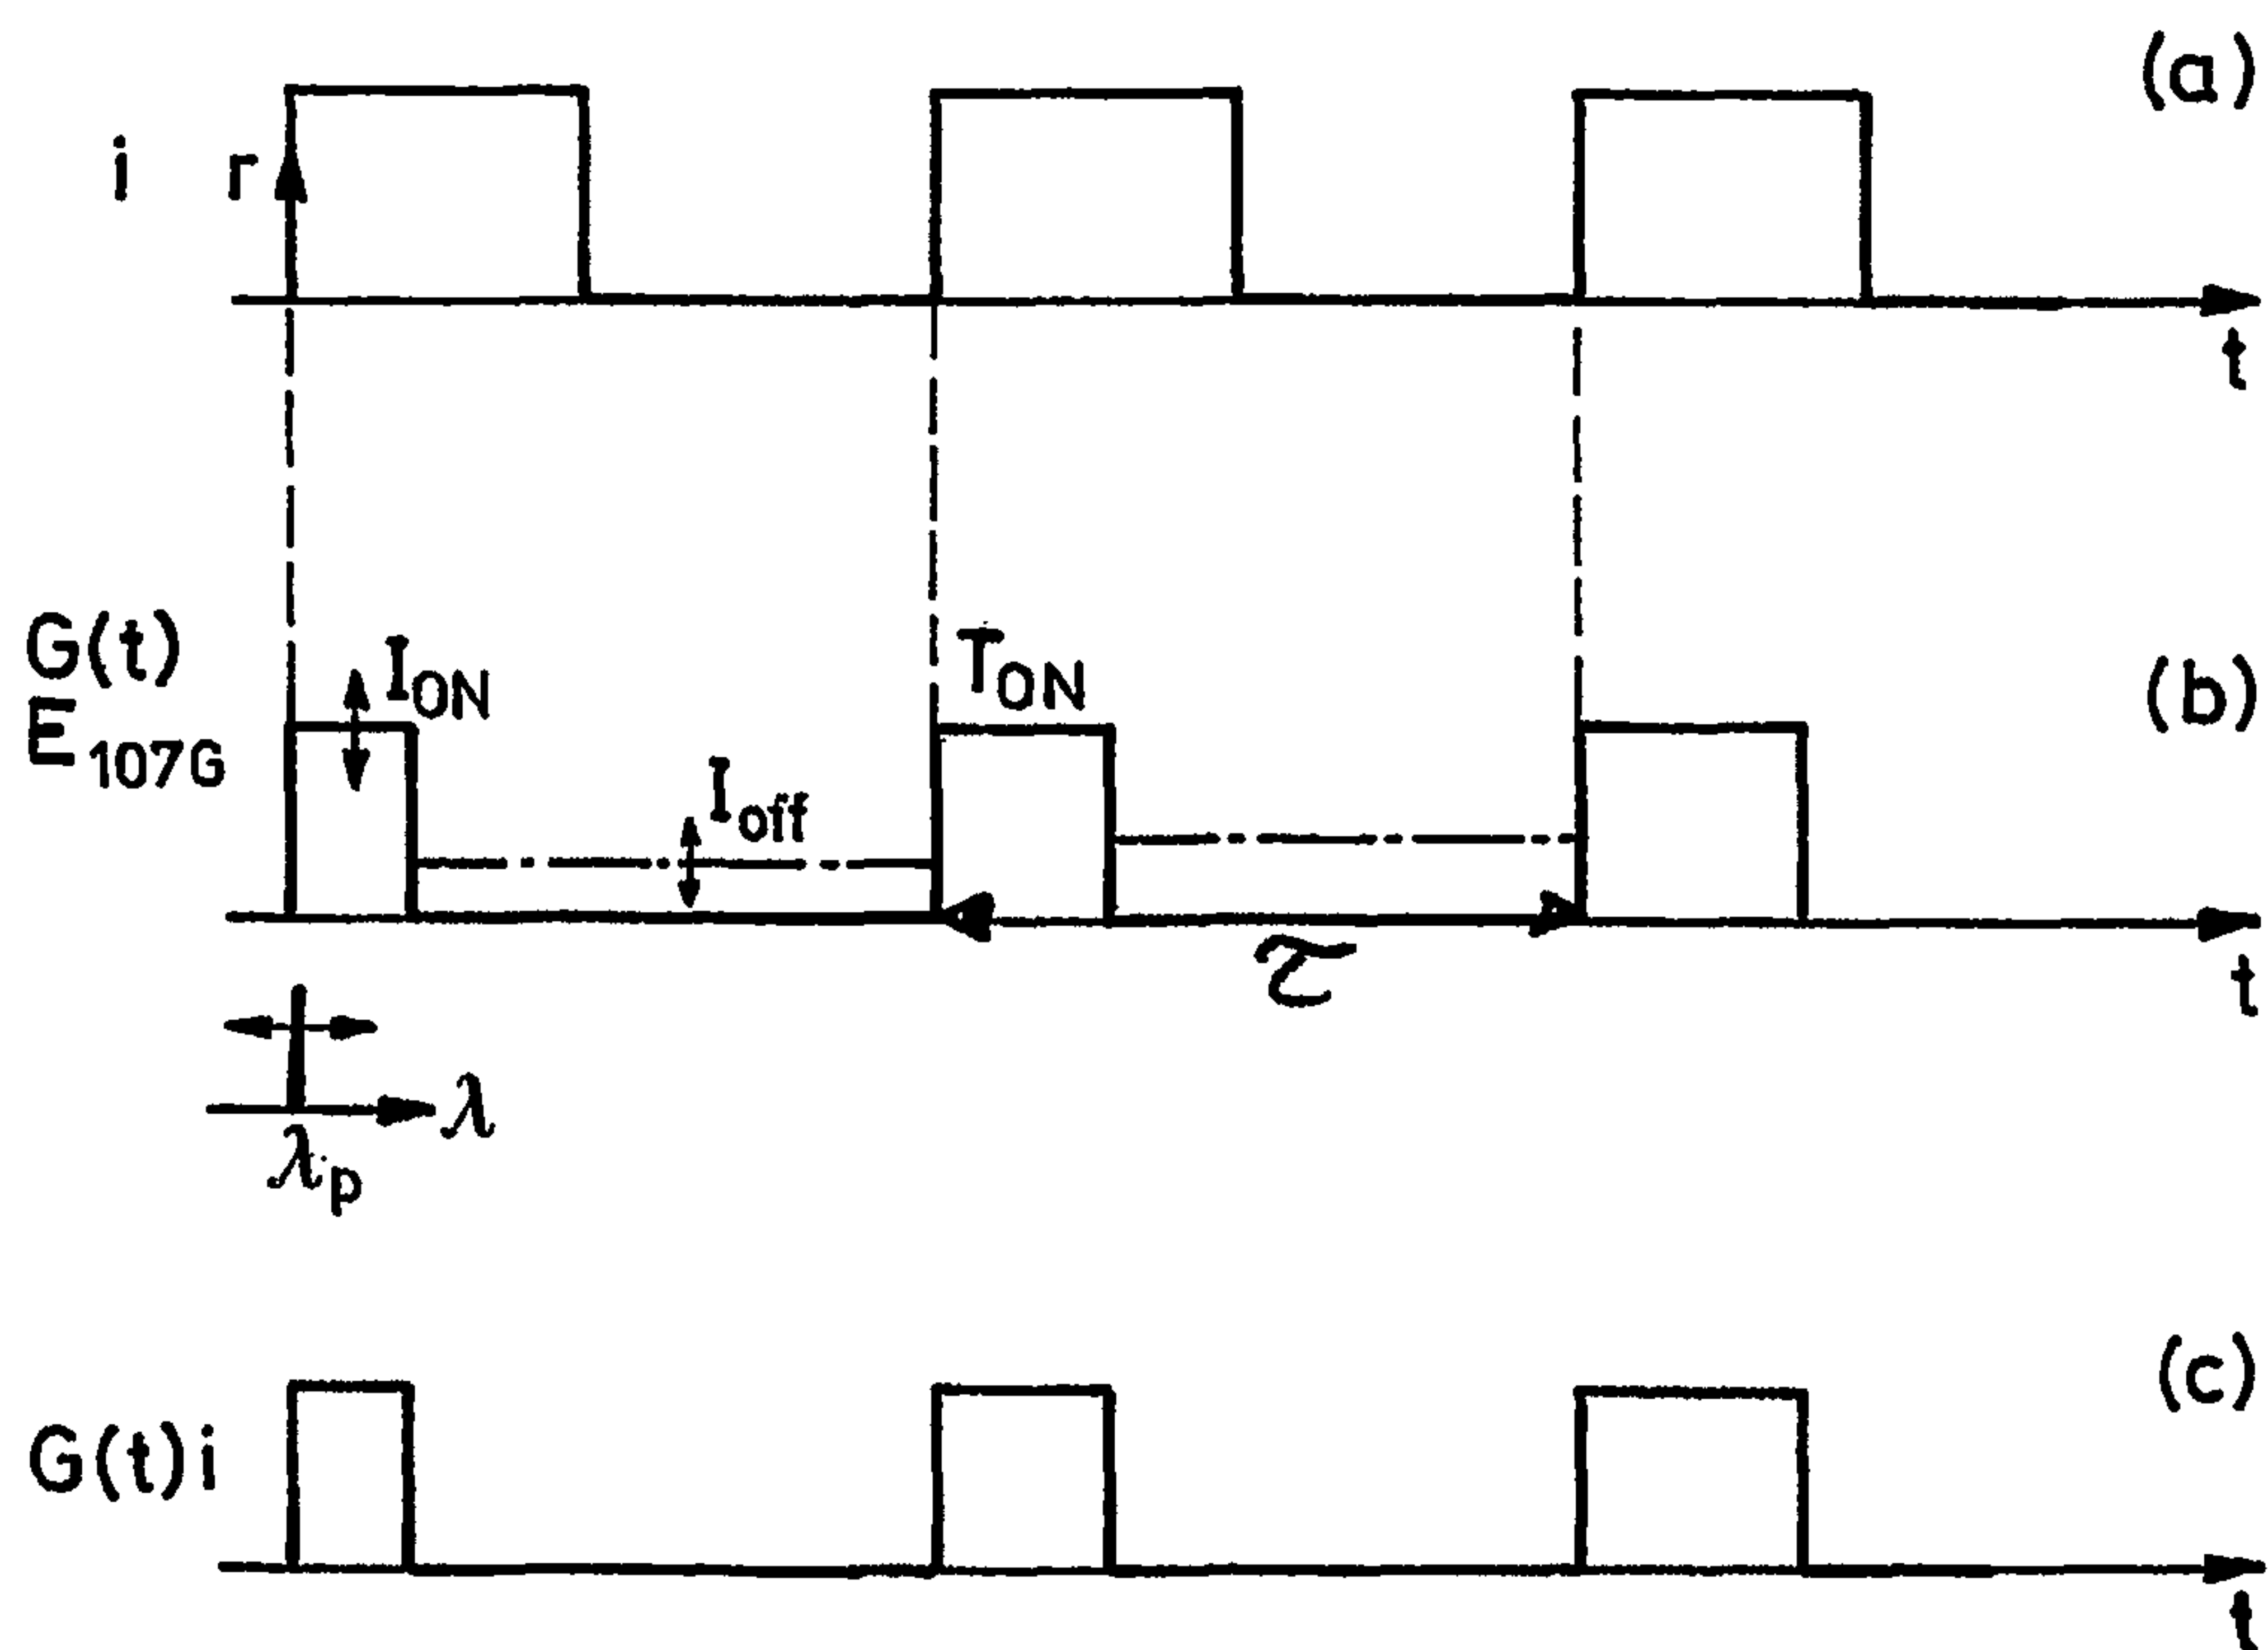 (a)
i r
t
G(t)
E107G
ION
Ioff
TON
(b)
τ
t
λ
λp
(c)
G(t)i
t